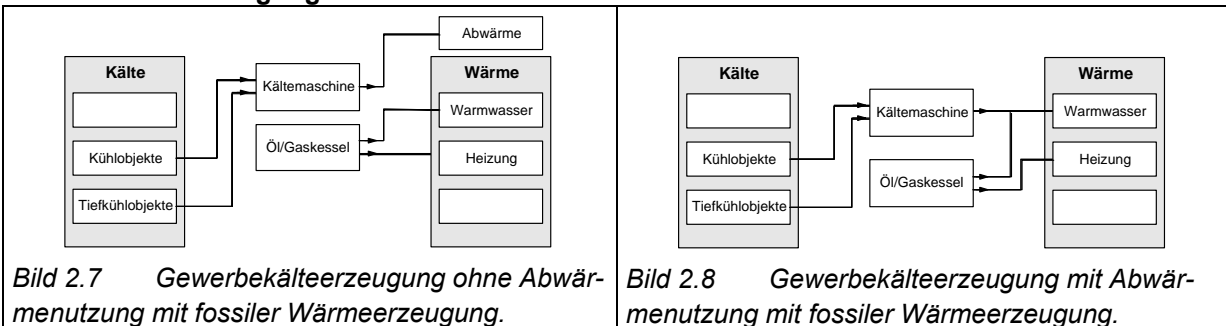 Abwärme
Kälte
Kältemaschine
Wärme
Warmwasser
Öl/Gaskessel
Kühlobjekte
Heizung
Tiefkühlobjekte
Bild 2.7 Gewerbekälteerzeugung ohne Abwär-
menutzung mit fossiler Wärmeerzeugung.
Kälte
Wärme
Kältemaschine
Warmwasser
Kühlobjekte
Heizung
Öl/Gaskessel
Tiefkühlobjekte
Bild 2.8 Gewerbekälteerzeugung mit Abwär-
menutzung mit fossiler Wärmeerzeugung.